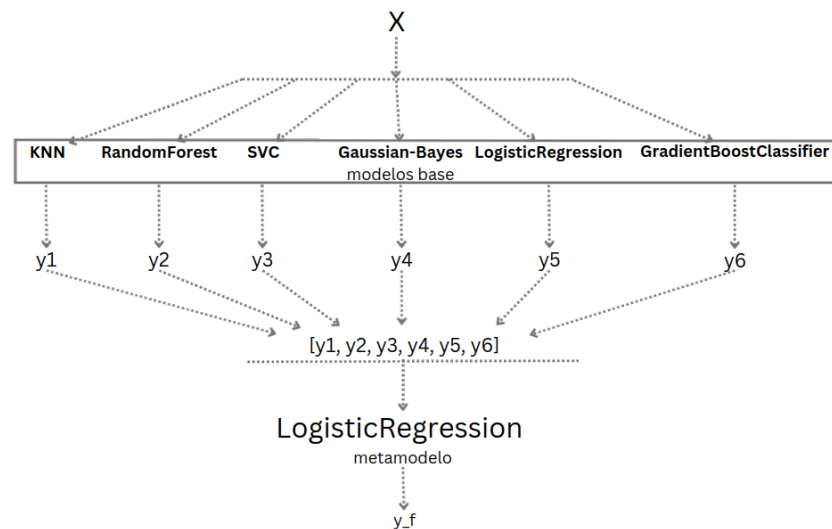 X
KNN RandomForest SVC Gaussian-Bayes LogisticRegression GradientBoostClassifier
modelos base
y1 y2 y3 y4 y5 y6
[y1, y2, y3, y4, y5, y6]
LogisticRegression
metamodelo
y_f